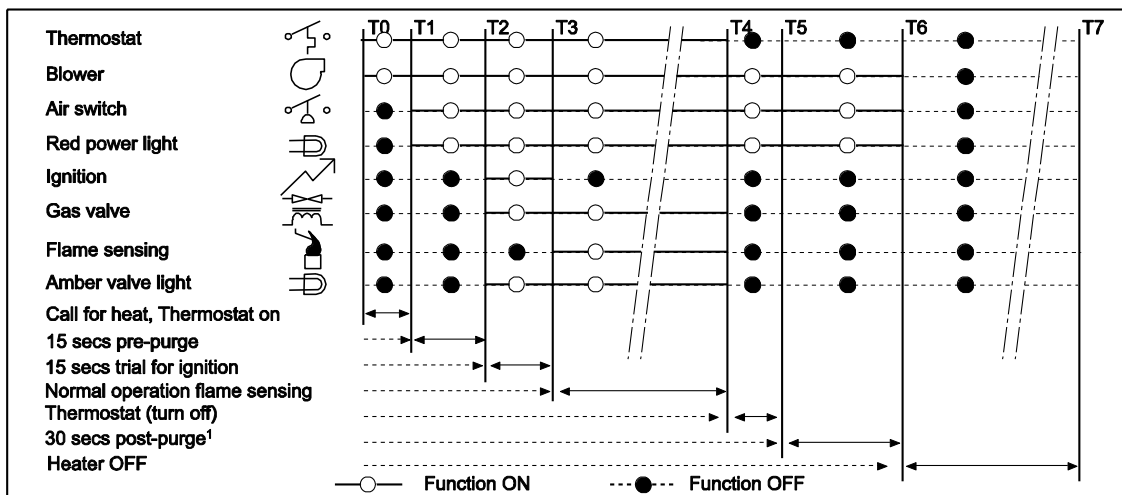 T0 T1 T2 T3 T4 T5 T6 T7
Thermostat
Blower
Air switch
Red power light
Ignition
Gas valve
Flame sensing
Amber valve light
Call for heat, Thermostat on
15 secs pre-purge
15 secs trial for ignition
Normal operation flame sensing
Thermostat (turn off)
30 secs post-purge¹
Heater OFF
Function ON Function OFF